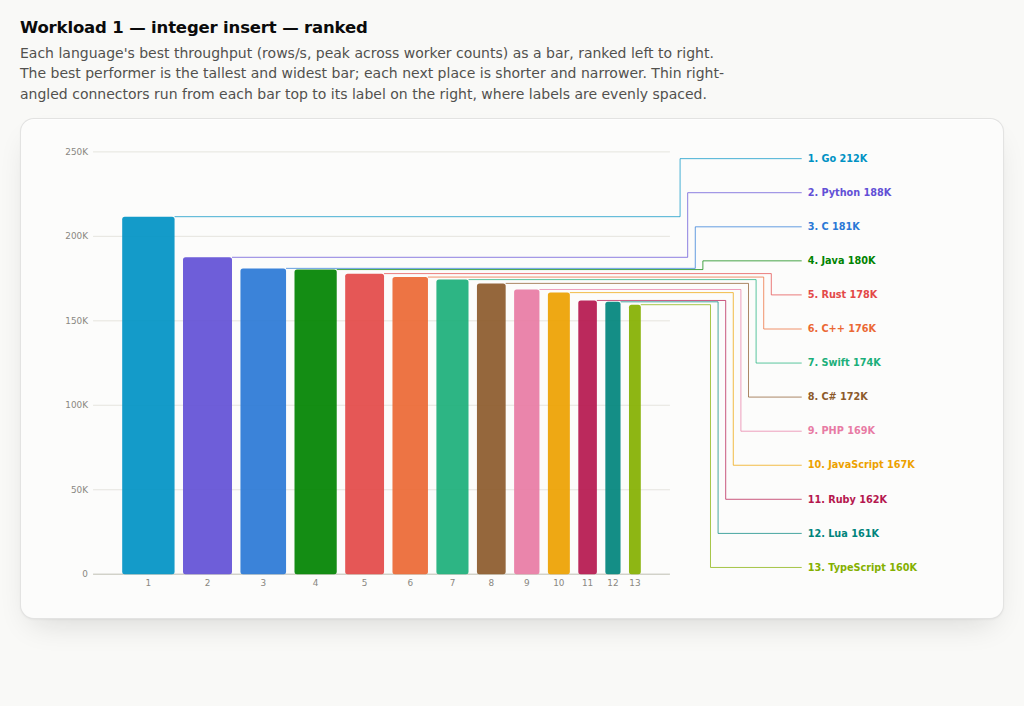 Workload 1 — integer insert — ranked
Each language's best throughput (rows/s, peak across worker counts) as a bar, ranked left to right.
The best performer is the tallest and widest bar; each next place is shorter and narrower. Thin right-
angled connectors run from each bar top to its label on the right, where labels are evenly spaced.
250K
200K
150K
100K
50K
0
1 2 3 4 5 6 7 8 9 10 11 12 13
1. Go 212K
2. Python 188K
3. C 181K
4. Java 180K
5. Rust 178K
6. C++ 176K
7. Swift 174K
8. C# 172K
9. PHP 169K
10. JavaScript 167K
11. Ruby 162K
12. Lua 161K
13. TypeScript 160K